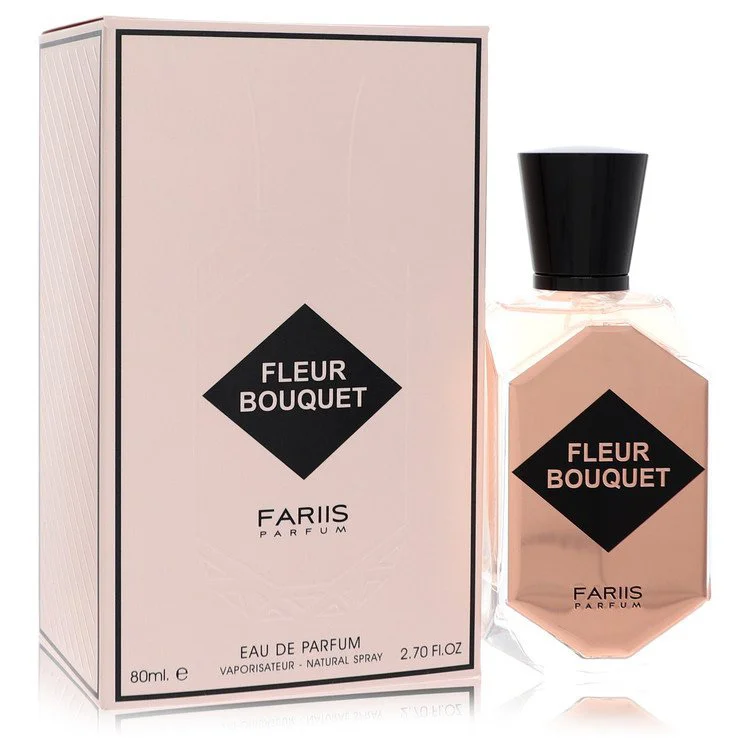 FLEUR
BOUQUET
FARIIS
PARFUM
EAU DE PARFUM
VAPORISATEUR - NATURAL SPRAY
80ml. e
2.70 Fl.OZ
FLEUR
BOUQUET
FARIIS
PARFUM